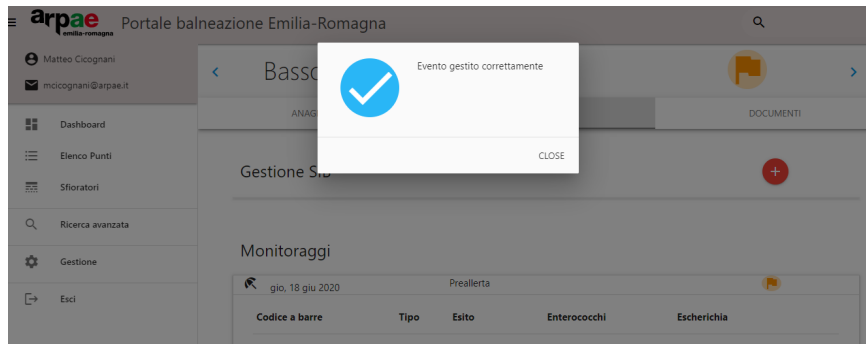 arpae
emilia-romagna
Portale balneazione Emilia-Romagna
Matteo Cicognani
mcicognani@arpae.it
Dashboard
Elenco Punti
Sfioratori
Ricerca avanzata
Gestione
Esci
Evento gestito correttamente
CLOSE
DOCUMENTI
Gestione
Monitoraggi
gio, 18 giu 2020 Preallerta
Codice a barre Tipo Esito Enterococchi Escherichia